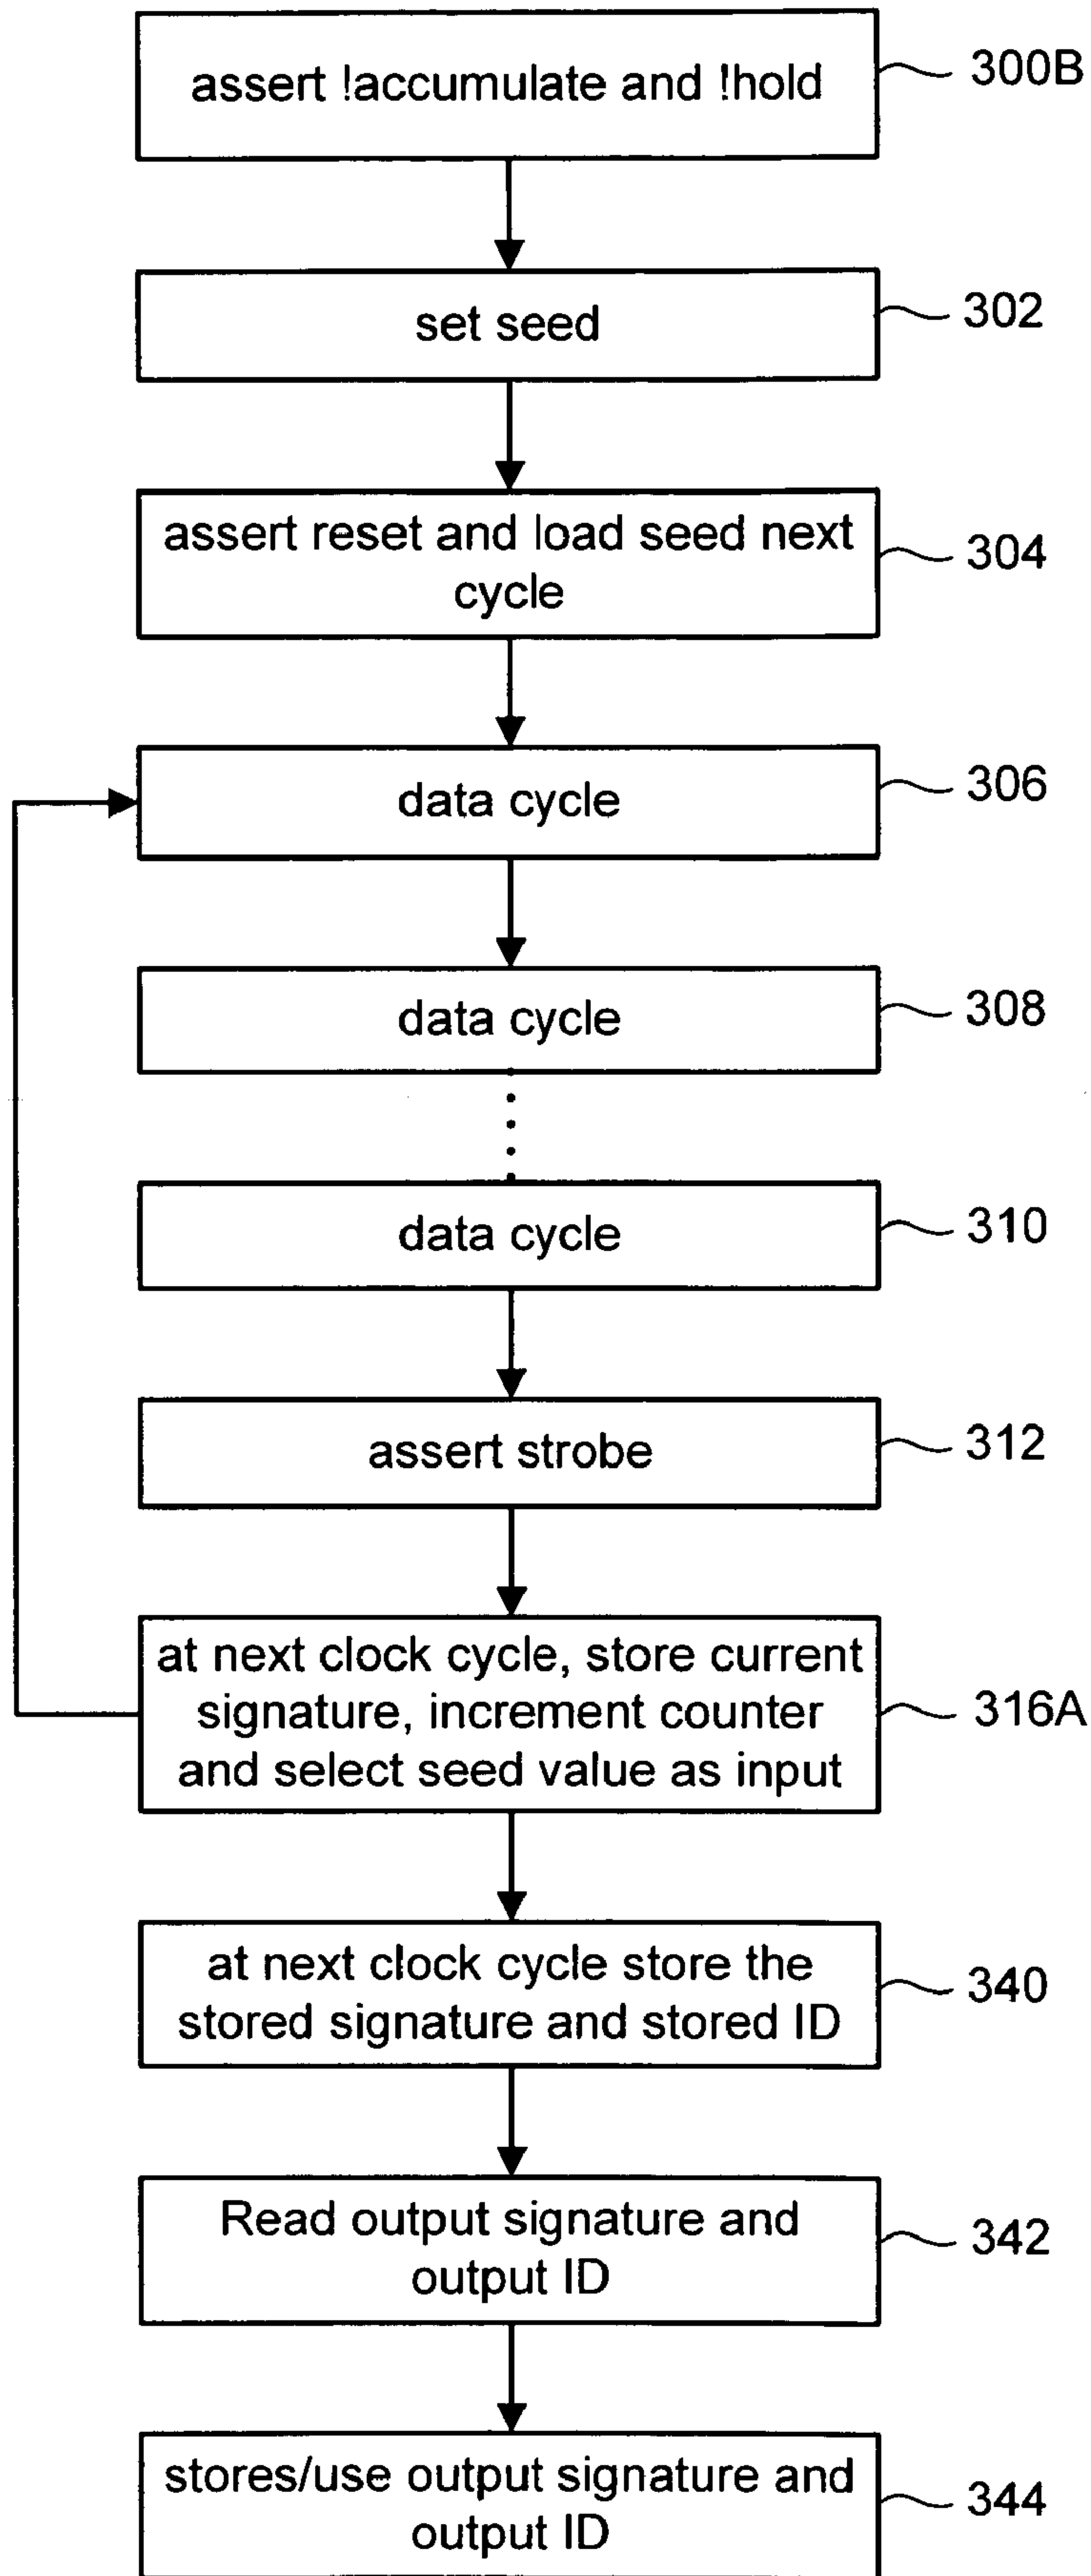 assert !accumulate and !hold
300B
set seed
302
assert reset and load seed next
cycle
304
data cycle
306
data cycle
308
data cycle
310
assert strobe
312
at next clock cycle, store current
signature, increment counter
and select seed value as input
316A
at next clock cycle store the
stored signature and stored ID
340
Read output signature and
output ID
342
stores/use output signature and
output ID
344